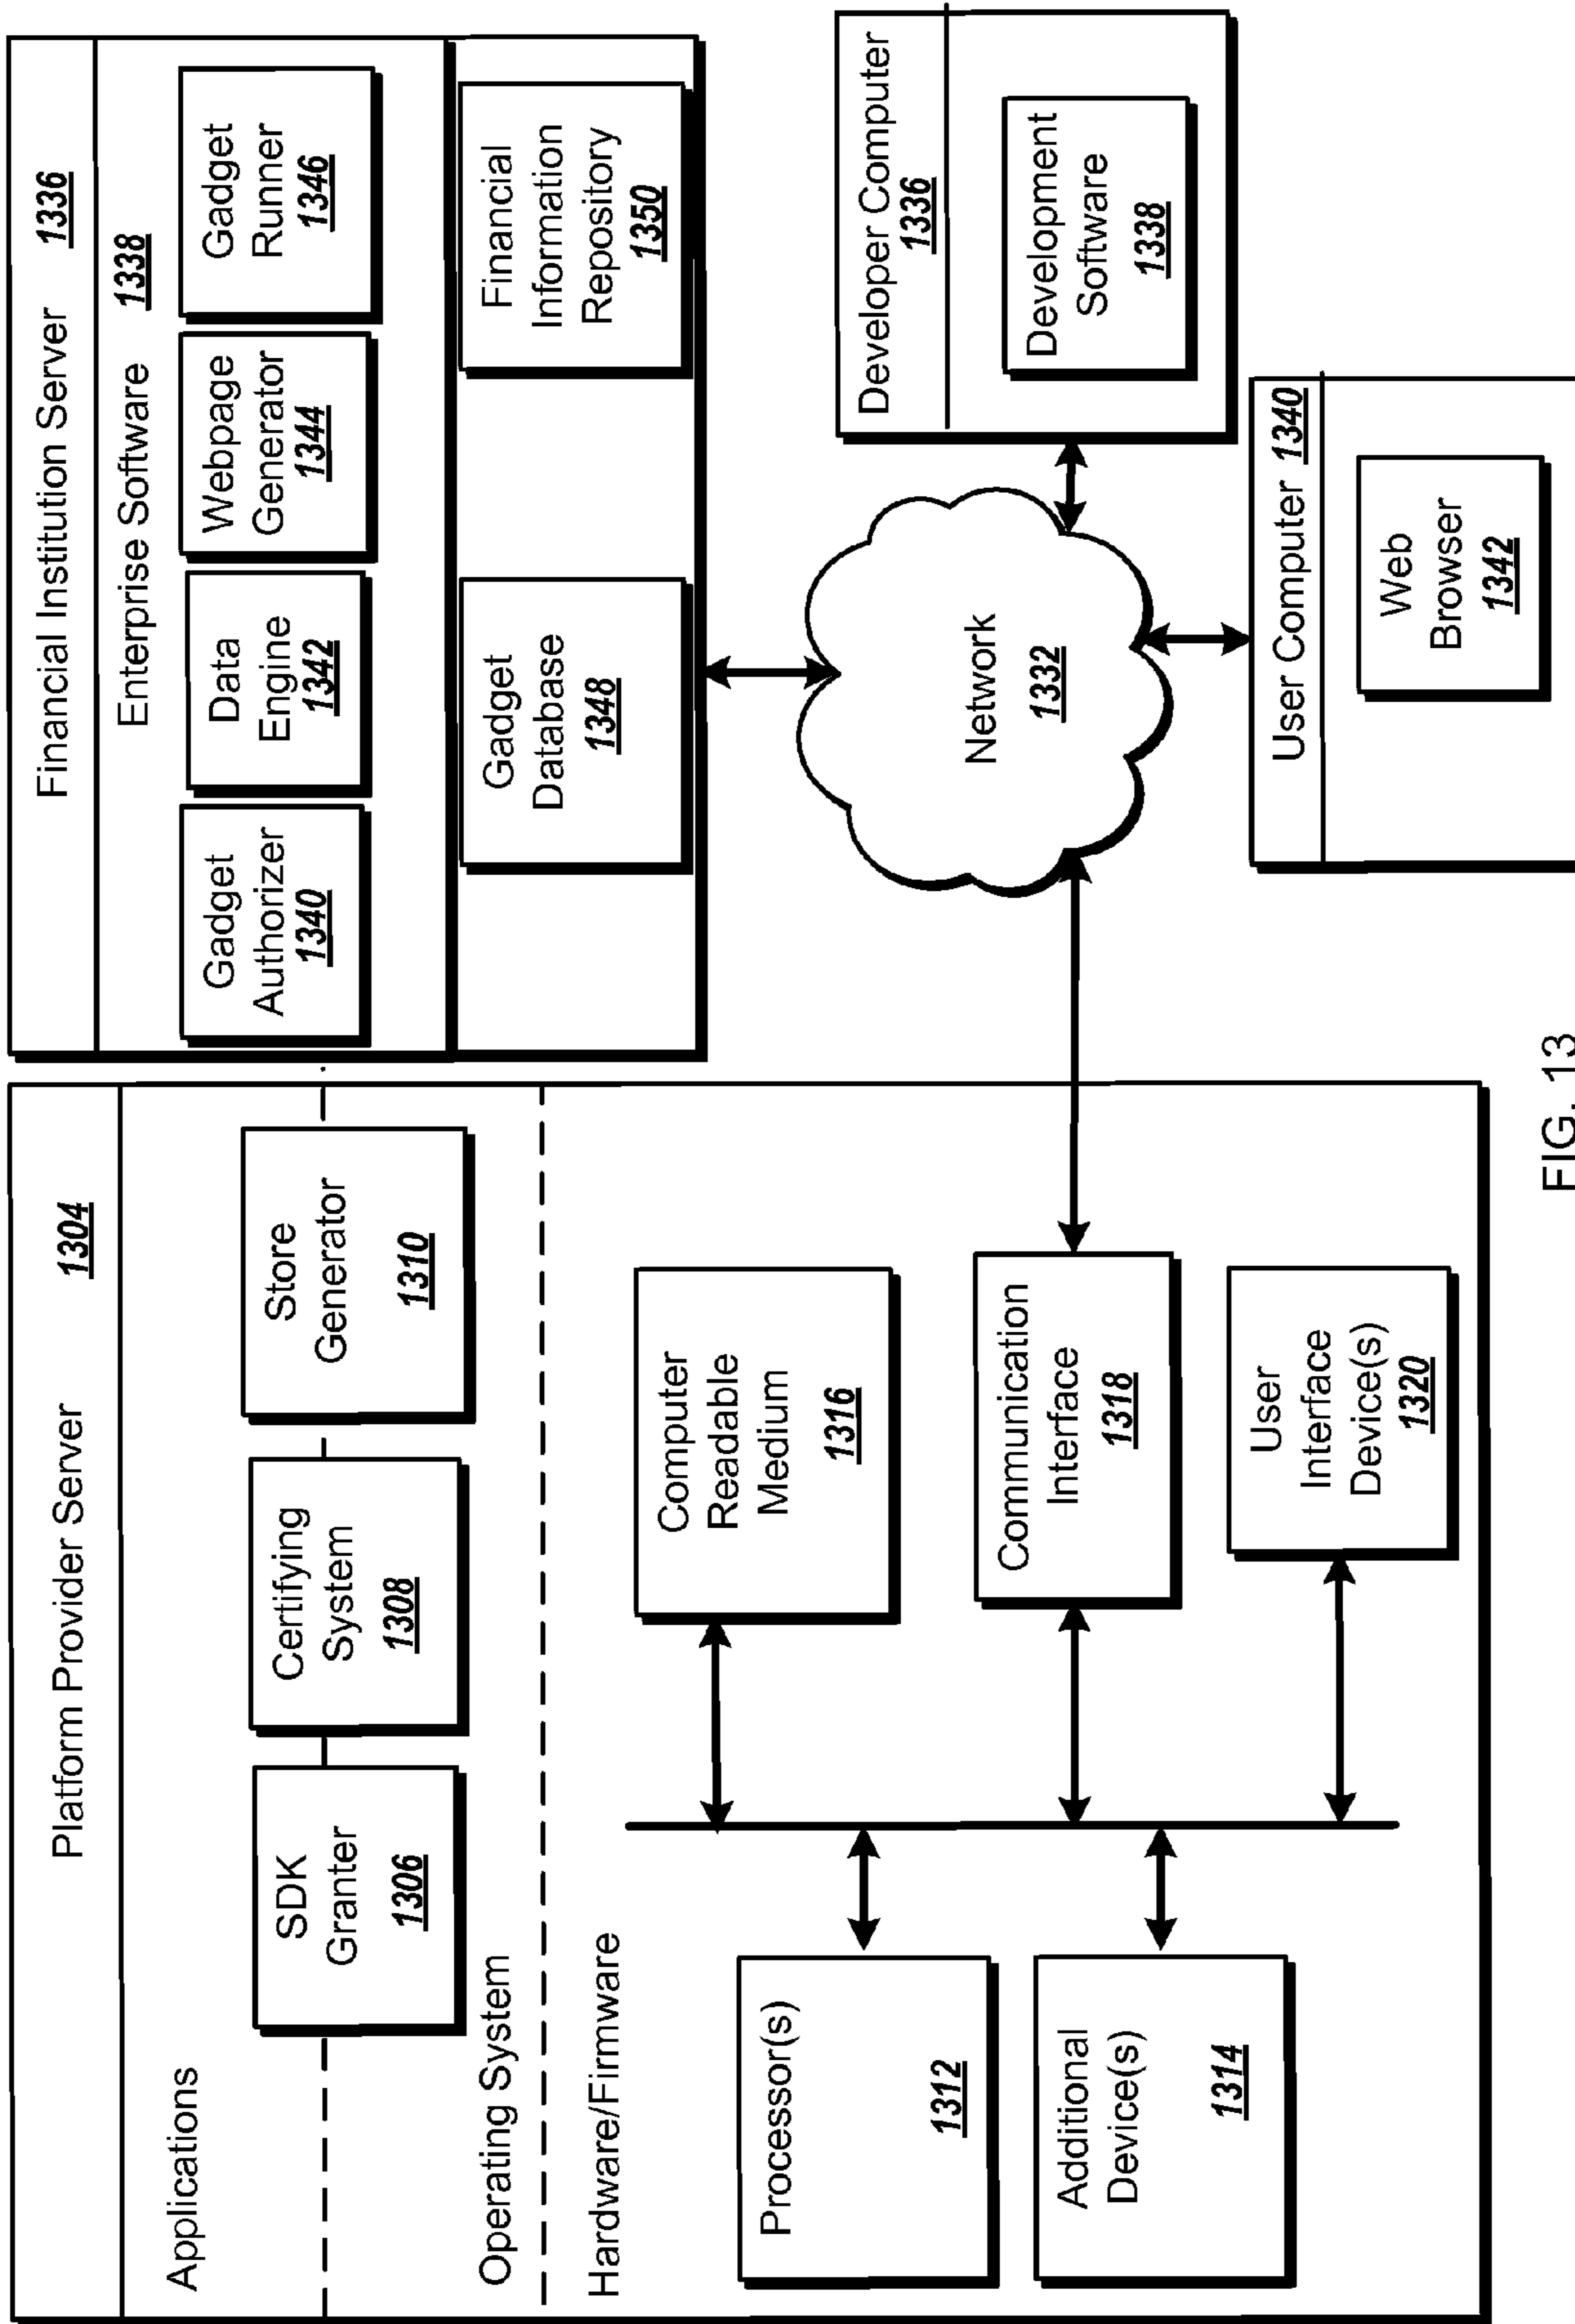 Platform Provider Server 1304
Applications
SDK
Granter
1306
Certifying
System
1308
Store
Generator
1310
Operating System
Hardware/Firmware
Processor(s)
1312
Additional
Device(s)
1314
Computer
Readable
Medium
1316
Communication
Interface
1318
User
Interface
Device(s)
1320
Financial Institution Server 1336
Enterprise Software 1338
Gadget
Authorizer
1340
Data
Engine
1342
Webpage
Generator
1344
Gadget
Runner
1346
Gadget
Database
1348
Financial
Information
Repository
1350
Network
1332
Developer Computer
1336
Development
Software
1338
User Computer 1340
Web
Browser
1342
FIG. 13